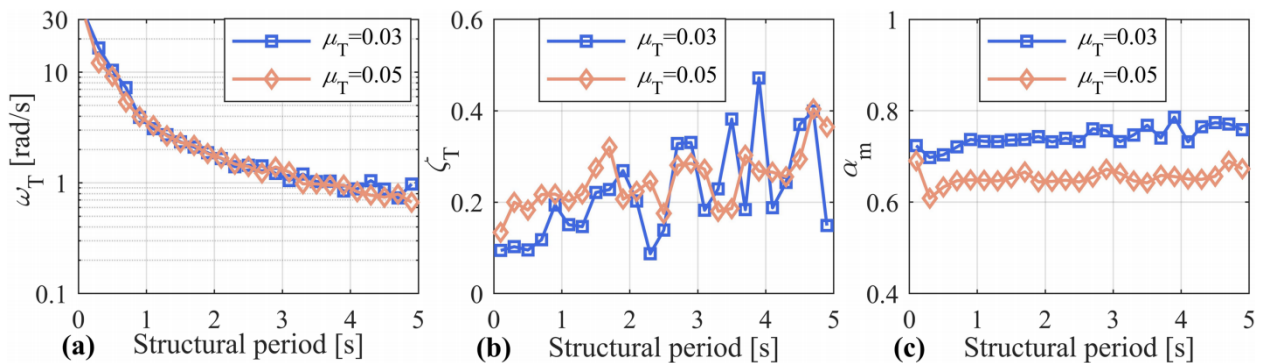 30
10
1
0.1
ω_T [rad/s]
μ_T=0.03
μ_T=0.05
0 1 2 3 4 5
(a) Structural period [s]
0.6
0.4
0.2
0
ζ_T
μ_T=0.03
μ_T=0.05
0 1 2 3 4 5
(b) Structural period [s]
1
0.8
0.6
0.4
α_m
μ_T=0.03
μ_T=0.05
0 1 2 3 4 5
(c) Structural period [s]